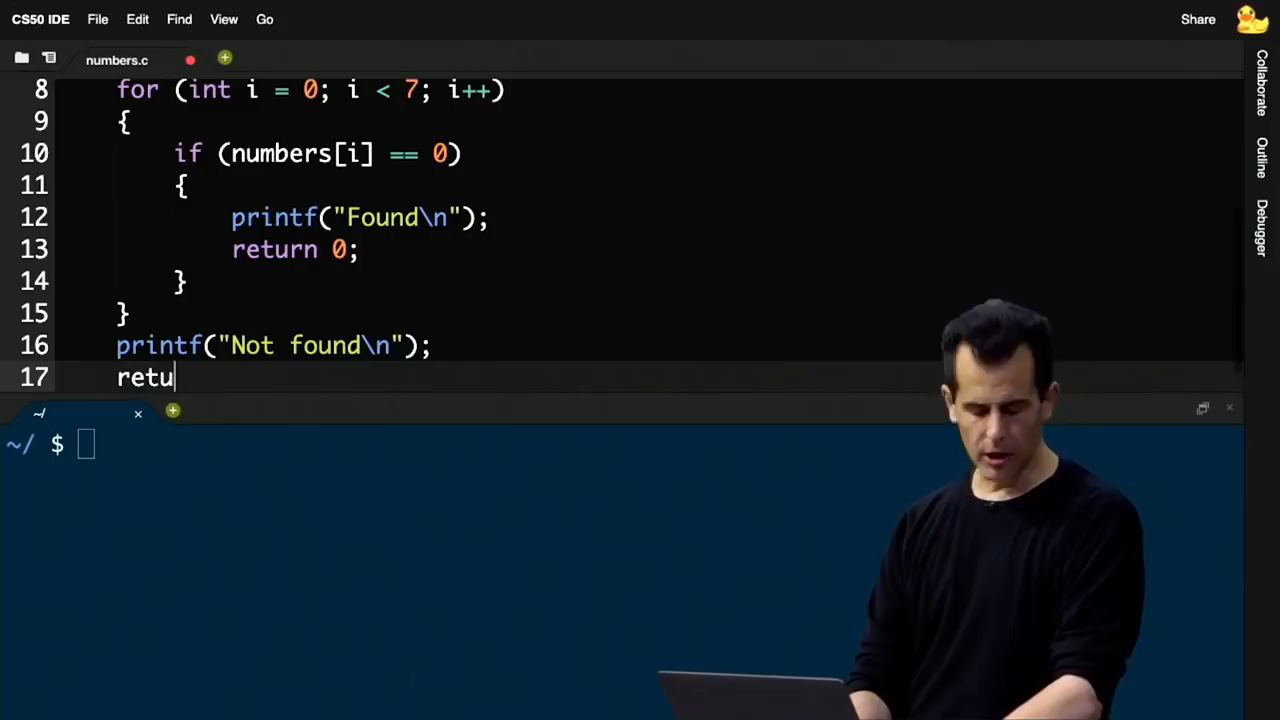 CS50 IDE File Edit Find View Go Share
numbers.c
8 for (int i = 0; i < 7; i++)
9 {
10 if (numbers[i] == 0)
11 {
12 printf("Found\n");
13 return 0;
14 }
15 }
16 printf("Not found\n");
17 retu
~/
~/ $
Collaborate
Outline
Debugger